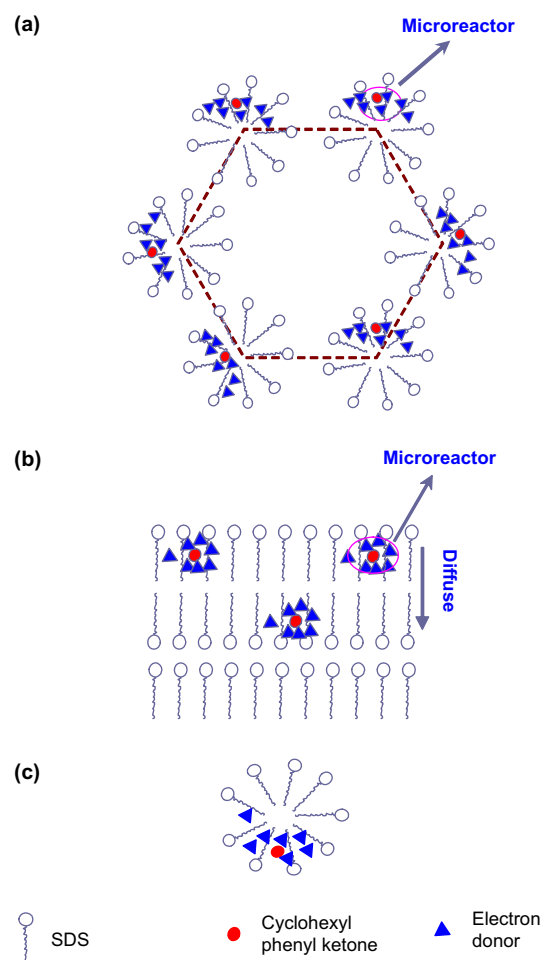 (a)
Microreactor
(b)
Microreactor
Diffuse
(c)
SDS
Cyclohexyl
phenyl ketone
Electron
donor